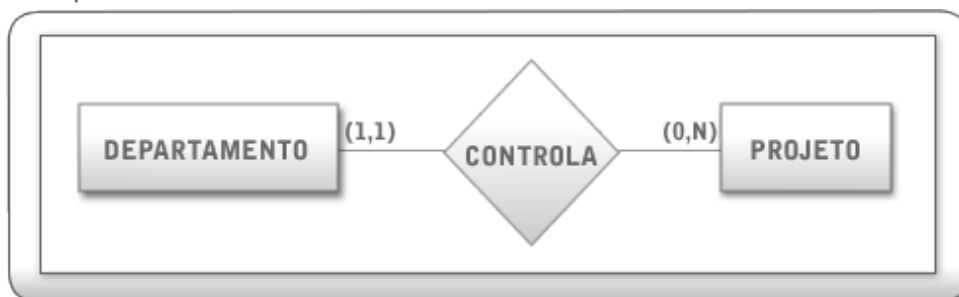 (1,1)
(0,N)
DEPARTAMENTO
CONTROLA
PROJETO